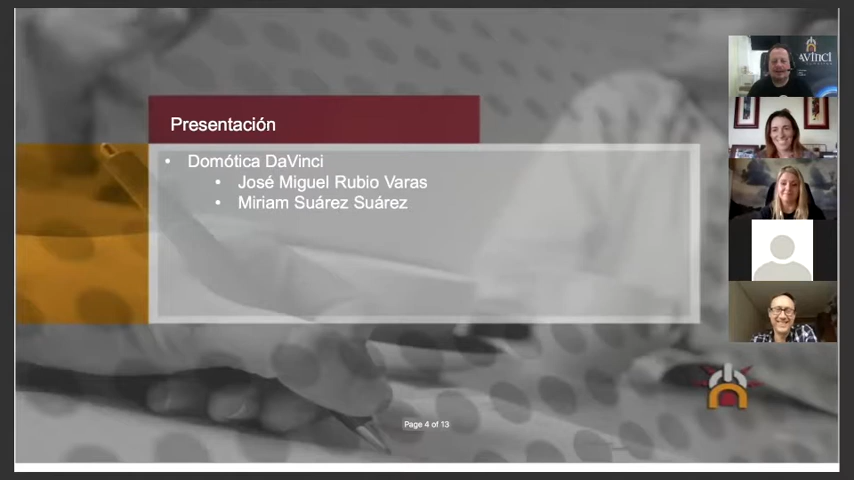 Presentación
• Domótica DaVinci
• José Miguel Rubio Varas
• Miriam Suárez Suárez
Page 4 of 13